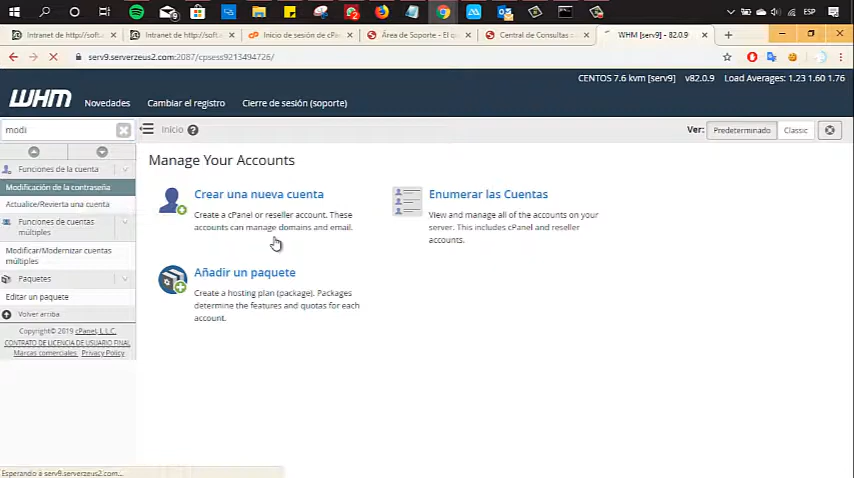 ESP
Intranet de http://soft.
Intranet de http://soft.
Inicio de sesión de cPa
Área de Soporte - El q
Central de Consultas
WHM [serv9] - 82.0.9
serv9.serverzeus2.com:2087/cpsess9213494726/
CENTOS 7.6 kvm [serv9] v82.0.9 Load Averages: 1.23 1.60 1.76
WHM Novedades Cambiar el registro Cierre de sesión (soporte)
modi
Inicio
Ver: Predeterminado Classic
Funciones de la cuenta
Modificación de la contraseña
Actualice/Revierta una cuenta
Funciones de cuentas
múltiples
Modificar/Modernizar cuentas
múltiples
Paquetes
Editar un paquete
Volver arriba
Copyright© 2019 cPanel, L.L.C.
CONTRATO DE LICENCIA DE USUARIO FINAL
Marcas comerciales Privacy Policy
Manage Your Accounts
Crear una nueva cuenta
Create a cPanel or reseller account. These
accounts can manage domains and email.
Enumerar las Cuentas
View and manage all of the accounts on your
server. This includes cPanel and reseller
accounts.
Añadir un paquete
Create a hosting plan (package). Packages
determine the features and quotas for each
account.
Esperando a serv9.serverzeus2.com...